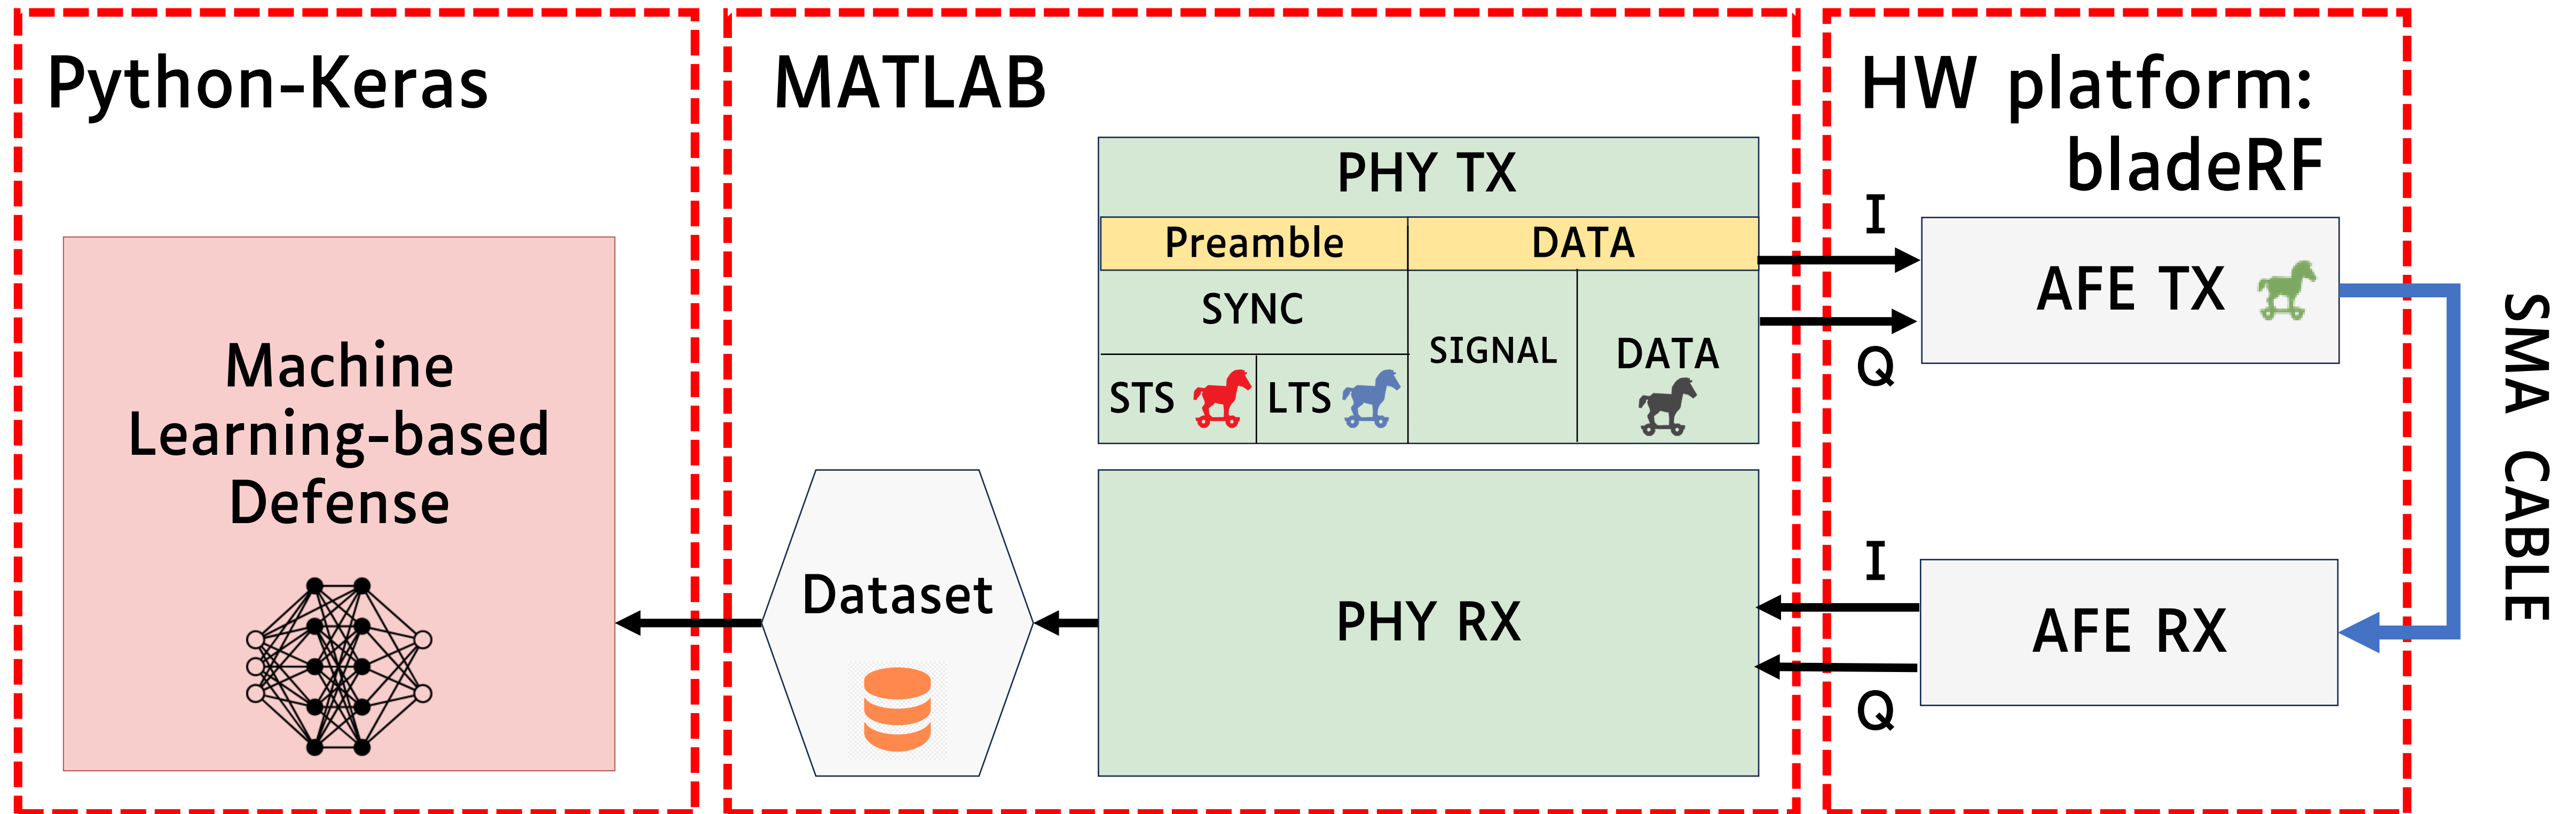 Python-Keras
Machine
Learning-based
Defense
MATLAB
PHY TX
Preamble
DATA
SYNC
STS
LTS
SIGNAL
DATA
Dataset
PHY RX
HW platform:
bladeRF
I
Q
AFE TX
I
Q
AFE RX
SMA CABLE